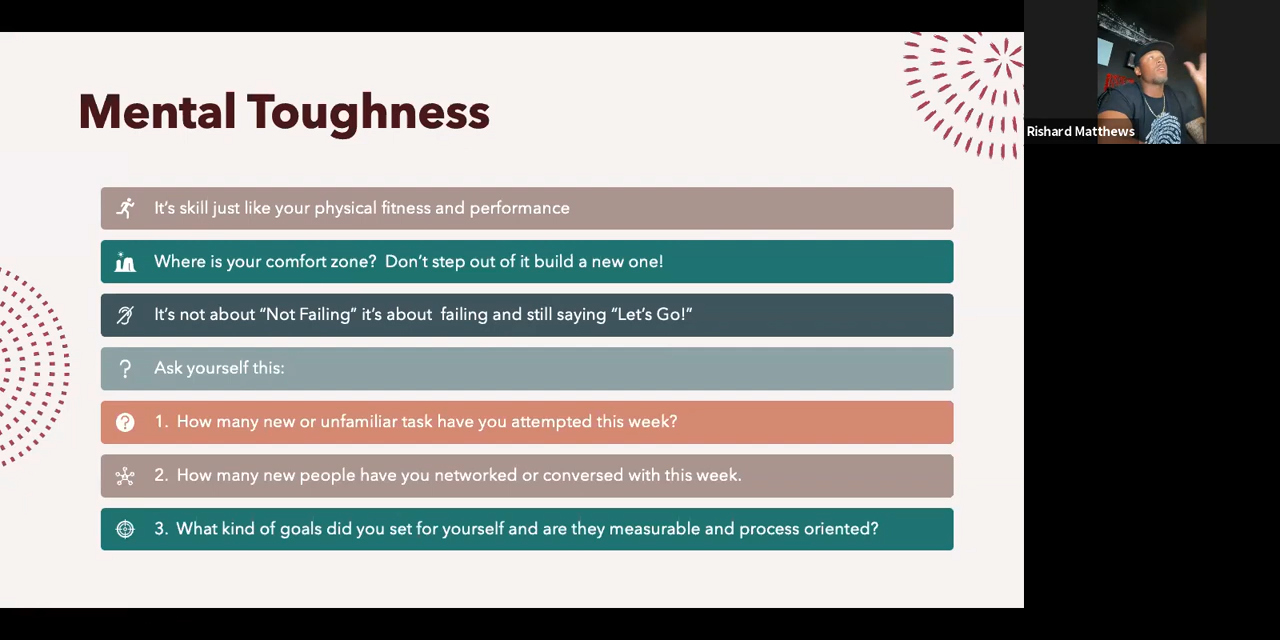 Mental Toughness
It's skill just like your physical fitness and performance
Where is your comfort zone?  Don't step out of it build a new one!
It's not about “Not Failing” it's about  failing and still saying “Let's Go!”
Ask yourself this:
1.  How many new or unfamiliar task have you attempted this week?
2.  How many new people have you networked or conversed with this week.
3.  What kind of goals did you set for yourself and are they measurable and process oriented?
Rishard Matthews